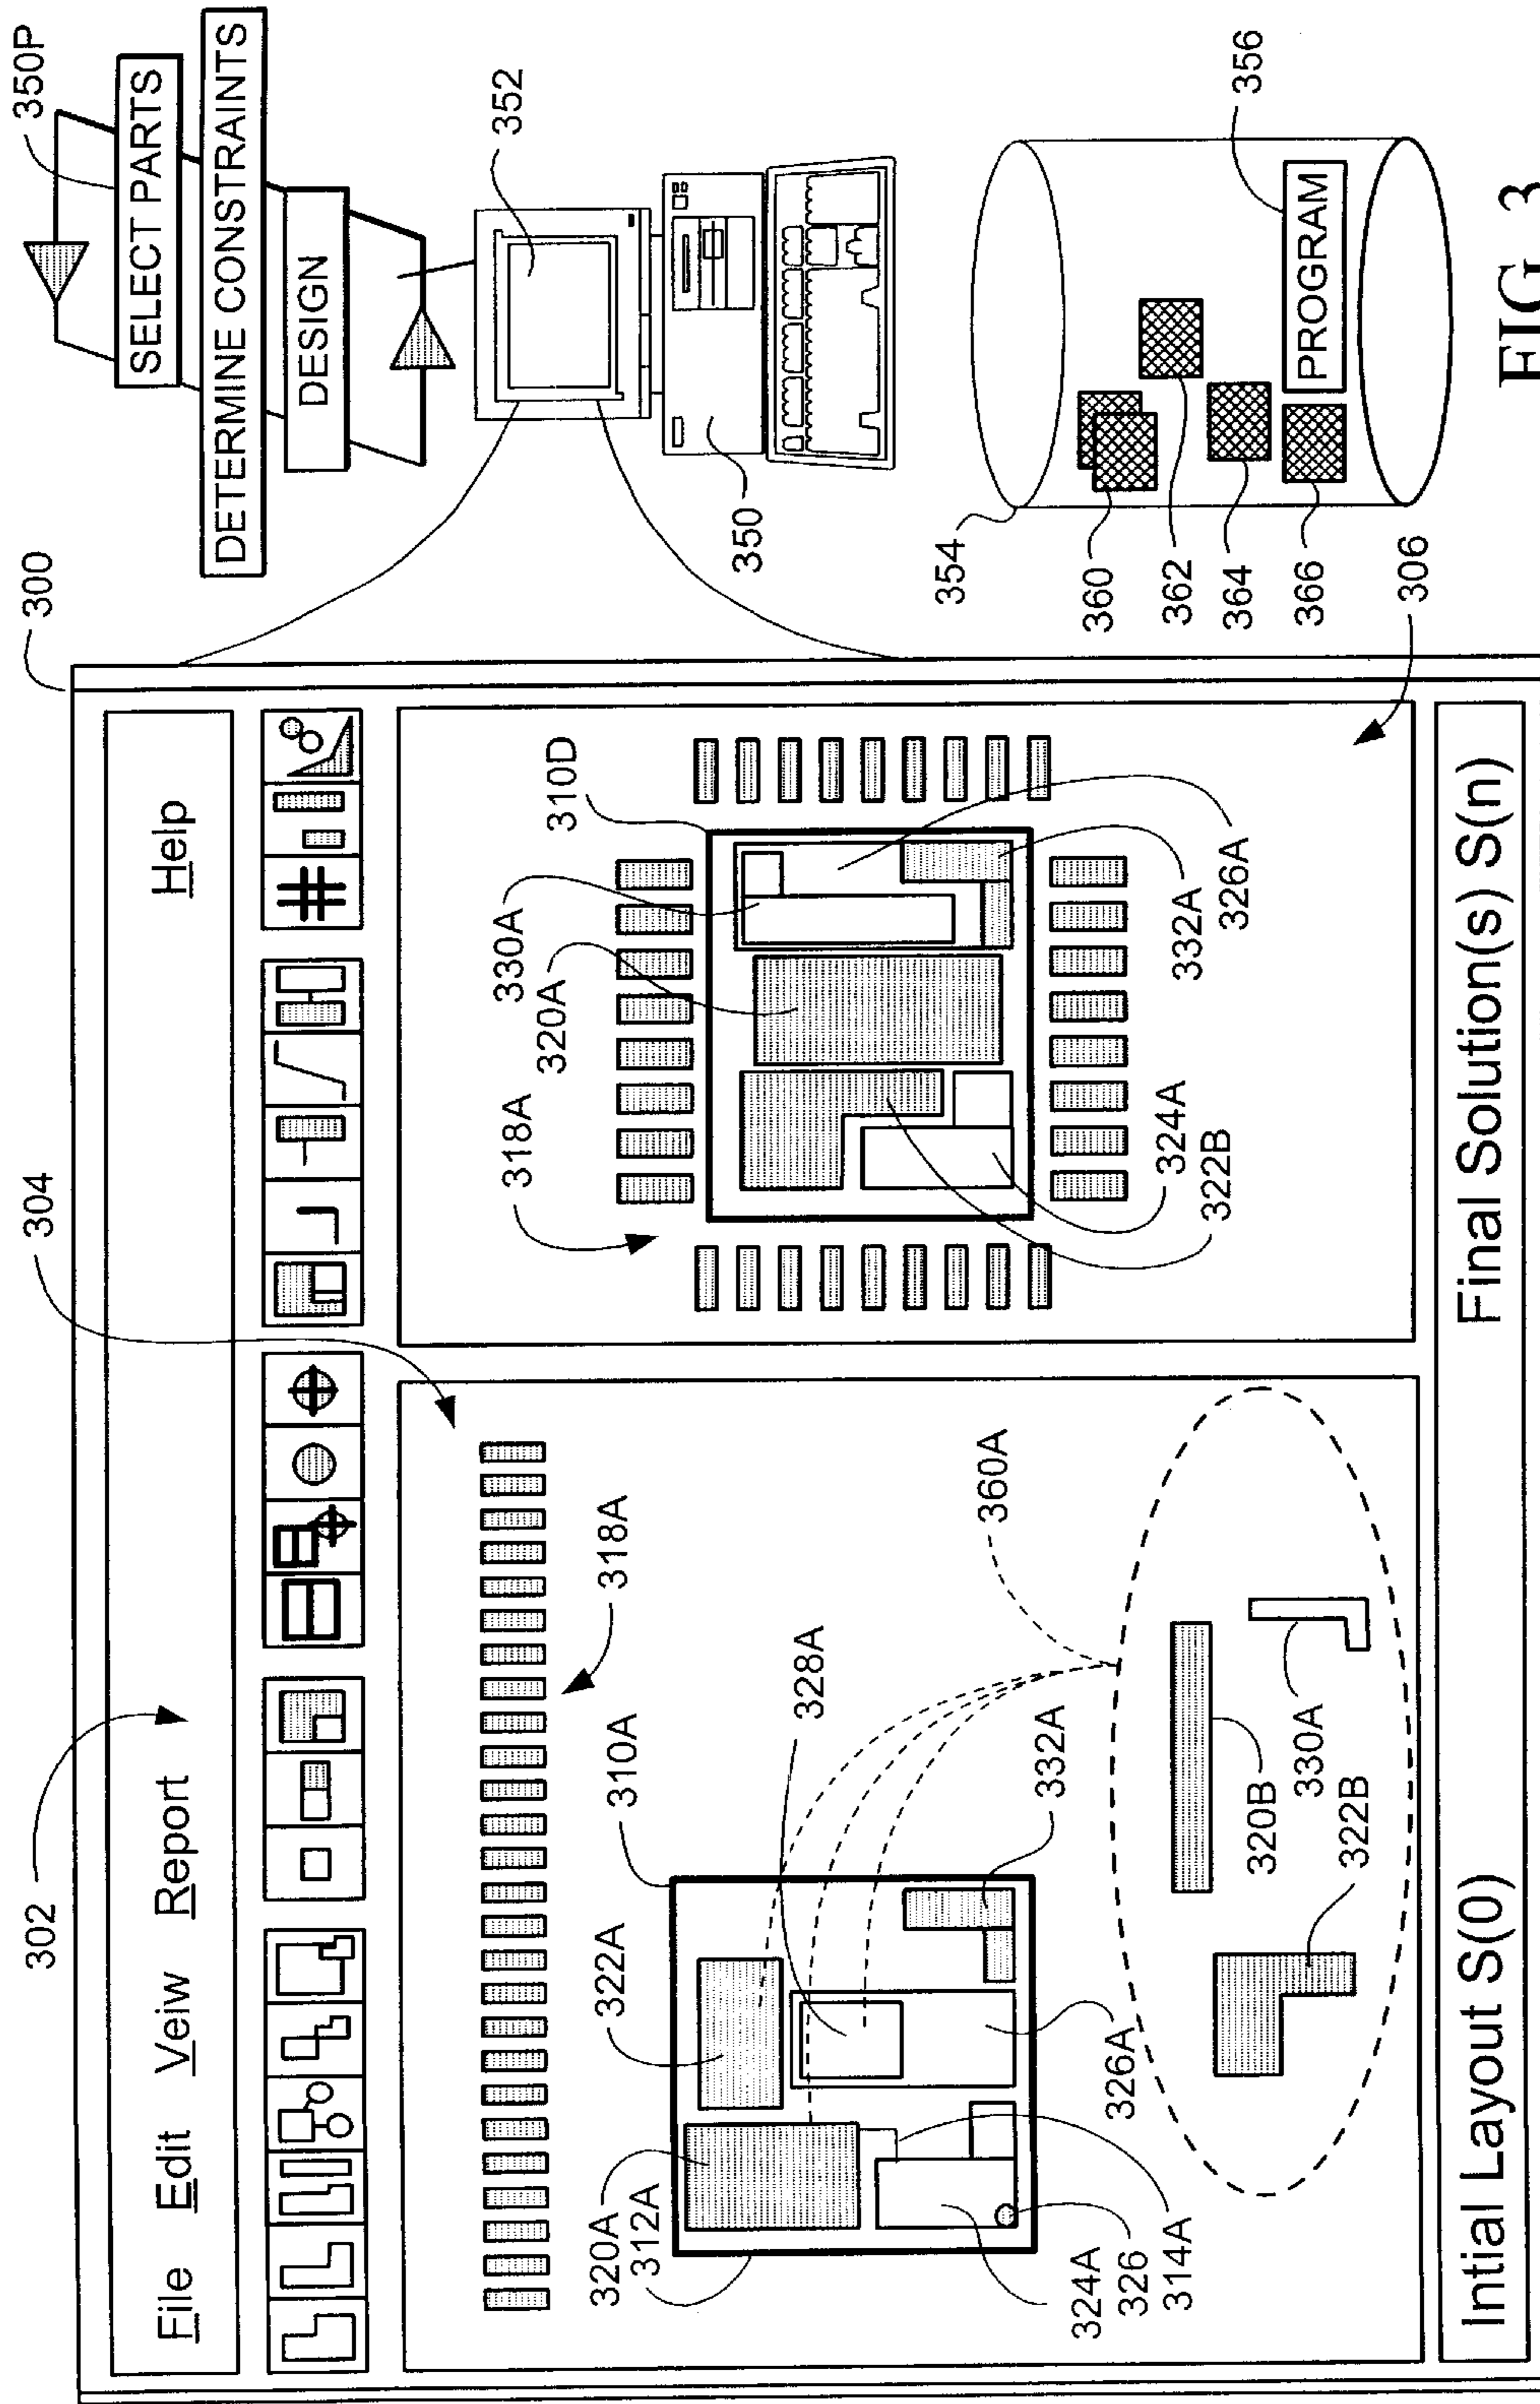 300
302
304
File Edit Veiw Report Help
318A
310A
322A
320A
312A
328A
332A
360A
324A
326
314A
326A
322B
320B
330A
318A
320A
330A
310D
324A
322B
332A
326A
306
Intial Layout S(0)
Final Solution(s) S(n)
350P
SELECT PARTS
DETERMINE CONSTRAINTS
DESIGN
352
350
354
360
362
364
366
PROGRAM
356
FIG. 3